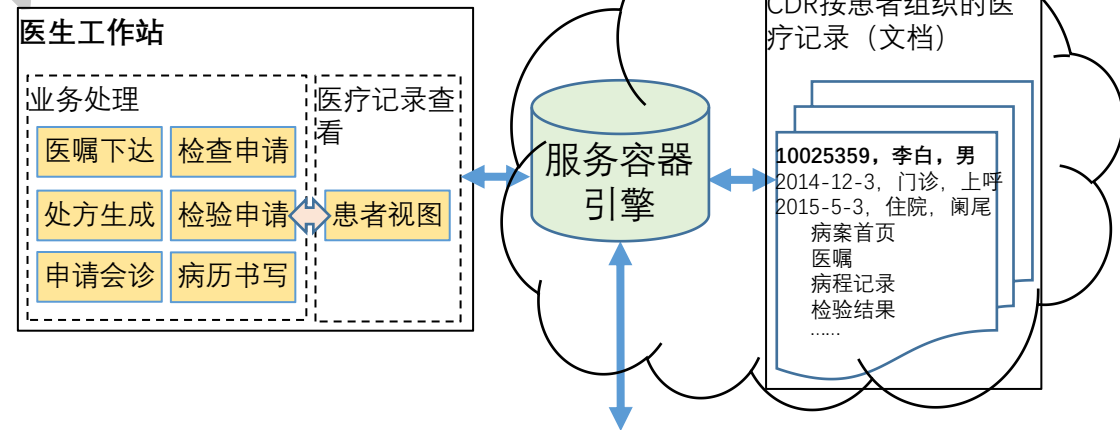 医生工作站
业务处理
医嘱下达
检查申请
处方生成
检验申请
申请会诊
病历书写
医疗记录查
看
患者视图
服务容器
引擎
CDR按患者组织的医
疗记录（文档）
10025359，李白，男
2014-12-3，门诊，上呼
2015-5-3，住院，阑尾
病案首页
医嘱
病程记录
检验结果
……